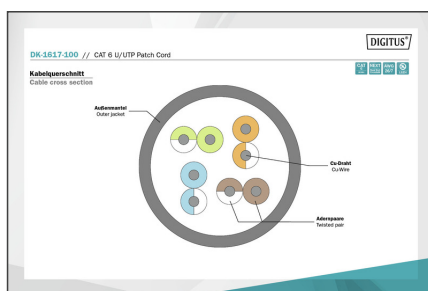 DIGITUS®
DK-1617-100 // CAT 6 U/UTP Patch Cord
Kabelquerschnitt
Cable cross section
Außenmantel
Outer jacket
Cu-Draht
Cu-Wire
Adernpaare
Twisted pair